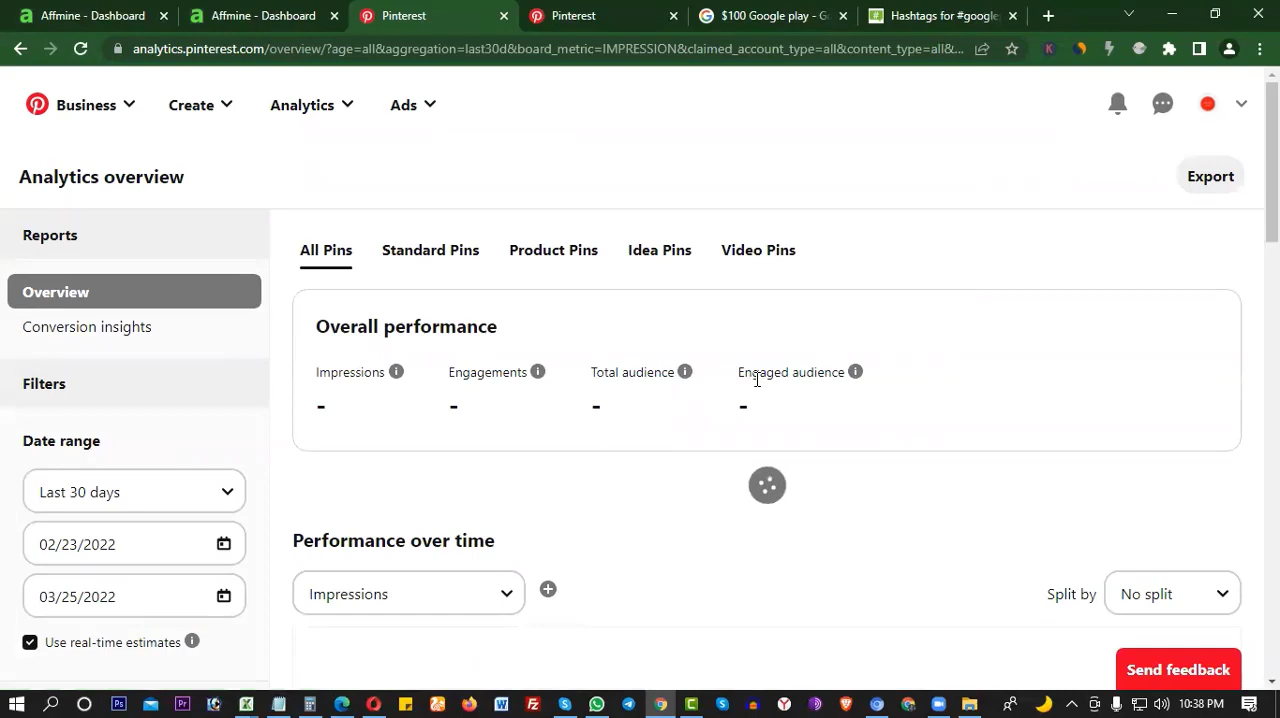 Affmine - Dashboard
Affmine - Dashboard
Pinterest
Pinterest
$100 Google play - Go
Hashtags for #google
analytics.pinterest.com/overview/?age=all&aggregation=last30d&board_metric=IMPRESSION&claimed_account_type=all&content_type=all&...
Business
Create
Analytics
Ads
Analytics overview
Export
Reports
Overview
Conversion insights
Filters
Date range
Last 30 days
02/23/2022
03/25/2022
Use real-time estimates
All Pins
Standard Pins
Product Pins
Idea Pins
Video Pins
Overall performance
Impressions
Engagements
Total audience
Engaged audience
-
-
-
-
Performance over time
Impressions
Split by
No split
Send feedback
10:38 PM